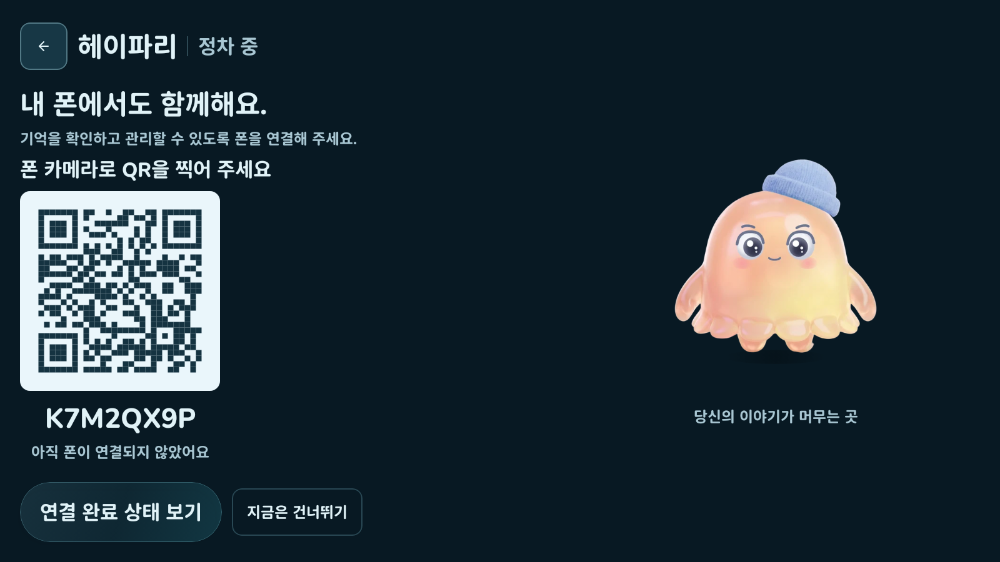 헤이파리 정차 중
내 폰에서도 함께해요.
기억을 확인하고 관리할 수 있도록 폰을 연결해 주세요.
폰 카메라로 QR을 찍어 주세요
K7M2QX9P
아직 폰이 연결되지 않았어요
연결 완료 상태 보기
지금은 건너뛰기
당신의 이야기가 머무는 곳